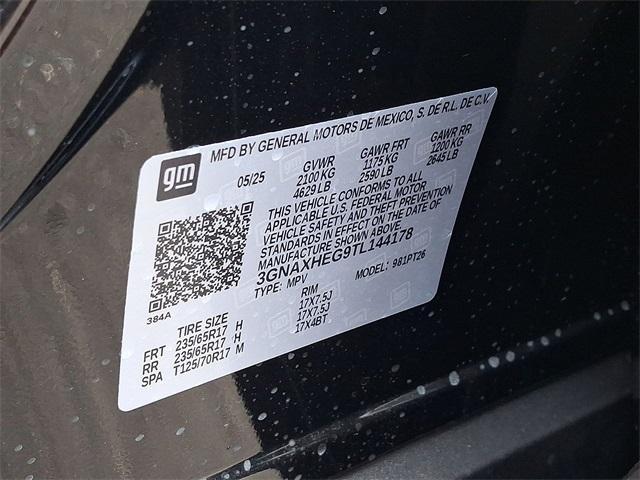 gm
MFD BY GENERAL MOTORS DE MEXICO, S. DE R.L. DE C.V.
05/25 GVWR GAWR FRT GAWR RR
2100 KG 1175 KG 1200 KG
4629 LB 2590 LB 2645 LB
THIS VEHICLE CONFORMS TO ALL
APPLICABLE U.S. FEDERAL MOTOR
VEHICLE SAFETY AND THEFT PREVENTION
STANDARDS IN EFFECT ON THE DATE OF
MANUFACTURE SHOWN ABOVE.
3GNAXHEG9TL144178
TYPE: MPV MODEL: 981PT26
384A
TIRE SIZE RIM
FRT 235/65R17 H 17X7.5J
RR 235/65R17 H 17X7.5J
SPA T125/70R17 M 17X4BT